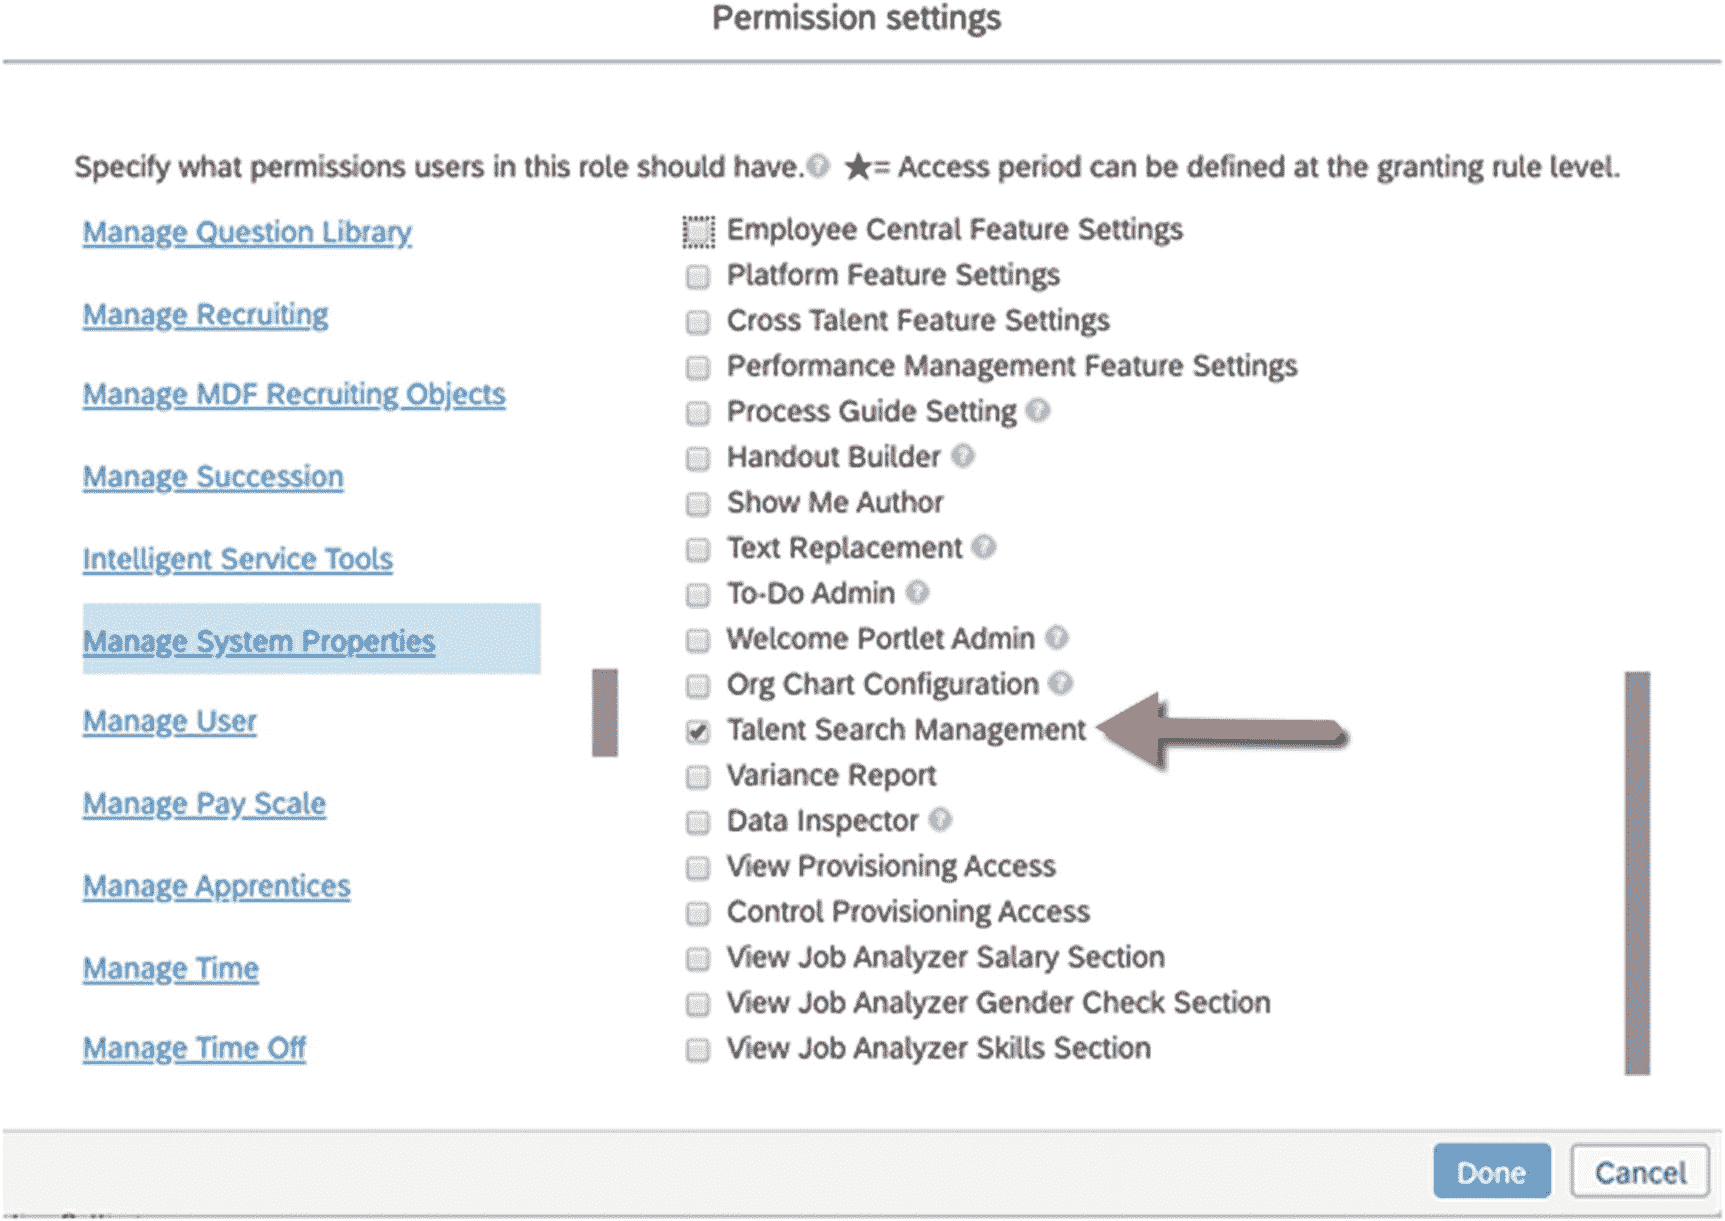 Permission settings
Specify what permissions users in this role should have. ★= Access period can be defined at the granting rule level.
Manage Question Library
Manage Recruiting
Manage MDF Recruiting Objects
Manage Succession
Intelligent Service Tools
Manage System Properties
Manage User
Manage Pay Scale
Manage Apprentices
Manage Time
Manage Time Off
Employee Central Feature Settings
Platform Feature Settings
Cross Talent Feature Settings
Performance Management Feature Settings
Process Guide Setting
Handout Builder
Show Me Author
Text Replacement
To-Do Admin
Welcome Portlet Admin
Org Chart Configuration
Talent Search Management
Variance Report
Data Inspector
View Provisioning Access
Control Provisioning Access
View Job Analyzer Salary Section
View Job Analyzer Gender Check Section
View Job Analyzer Skills Section
Done
Cancel